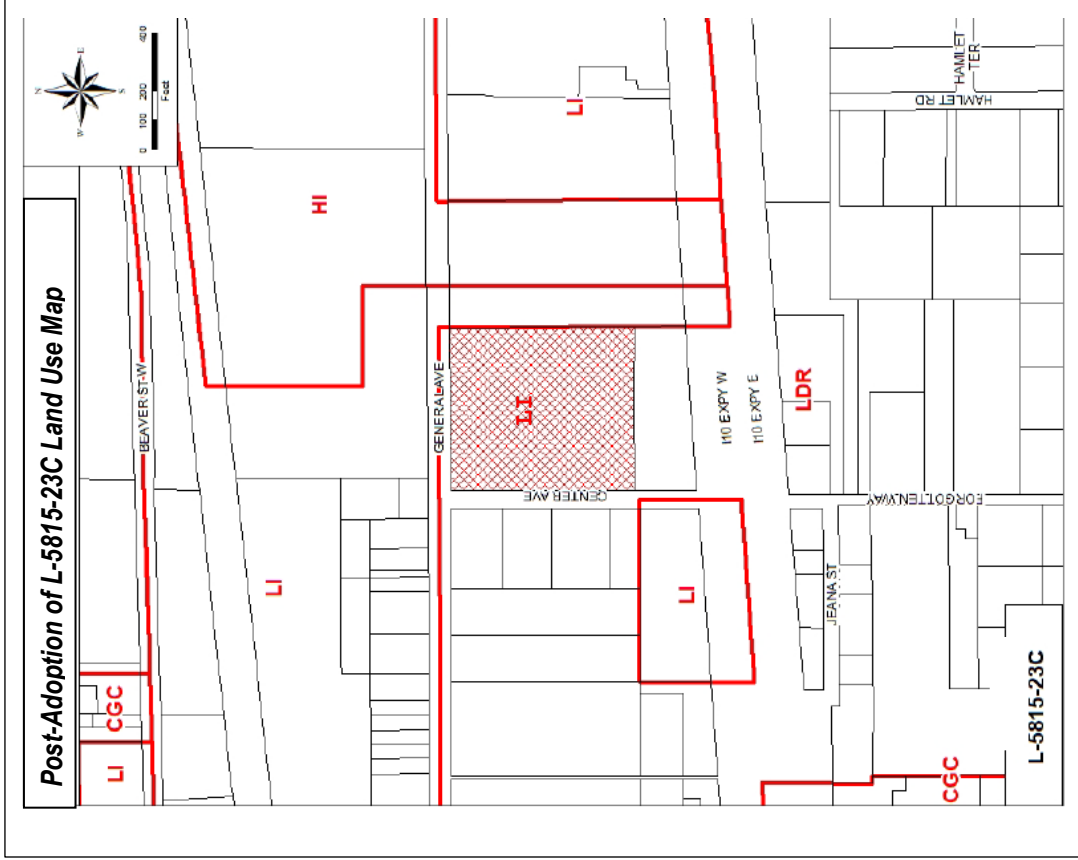 Post-Adoption of L-5815-23C Land Use Map
N
E
S
W
0 100 200 400
Feet
BEAVER ST W
HI
LI
LI
CGC
LI
GENERAL AVE
LI
CENTER AVE
LI
I10 EXPY W
I10 EXPY E
LDR
HAMLET RD
HAMLET
TER
FORGOTTEN WAY
JEANA ST
CGC
L-5815-23C